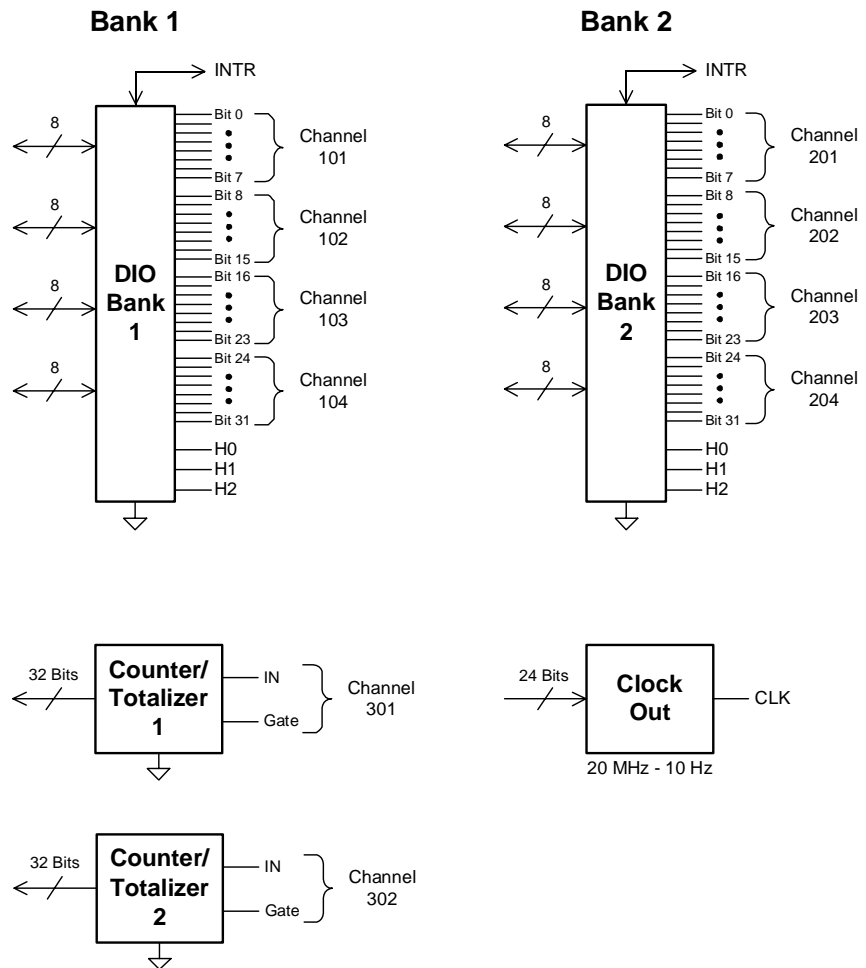 Bank 1
INTR
8
8
8
8
DIO
Bank
1
Bit 0
Bit 7
Channel
101
Bit 8
Bit 15
Channel
102
Bit 16
Bit 23
Channel
103
Bit 24
Bit 31
Channel
104
H0
H1
H2
Bank 2
INTR
8
8
8
8
DIO
Bank
2
Bit 0
Bit 7
Channel
201
Bit 8
Bit 15
Channel
202
Bit 16
Bit 23
Channel
203
Bit 24
Bit 31
Channel
204
H0
H1
H2
32 Bits
Counter/
Totalizer
1
IN
Gate
Channel
301
24 Bits
Clock
Out
CLK
20 MHz - 10 Hz
32 Bits
Counter/
Totalizer
2
IN
Gate
Channel
302